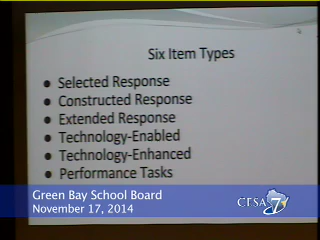 Six Item Types
● Selected Response
● Constructed Response
● Extended Response
● Technology-Enabled
● Technology-Enhanced
● Performance Tasks
Green Bay School Board
November 17, 2014
CESA 7